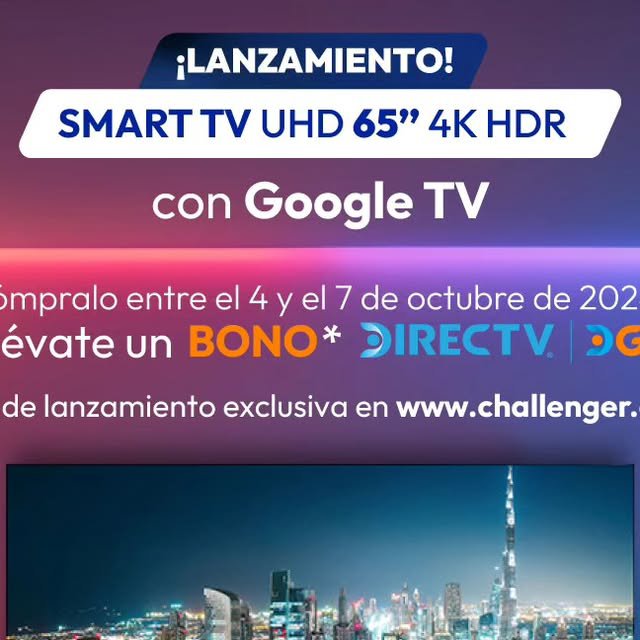 ¡LANZAMIENTO!
SMART TV UHD 65” 4K HDR
con Google TV
ómpralo entre el 4 y el 7 de octubre de 202
évate un BONO* DIRECTV | DG
de lanzamiento exclusiva en www.challenger.